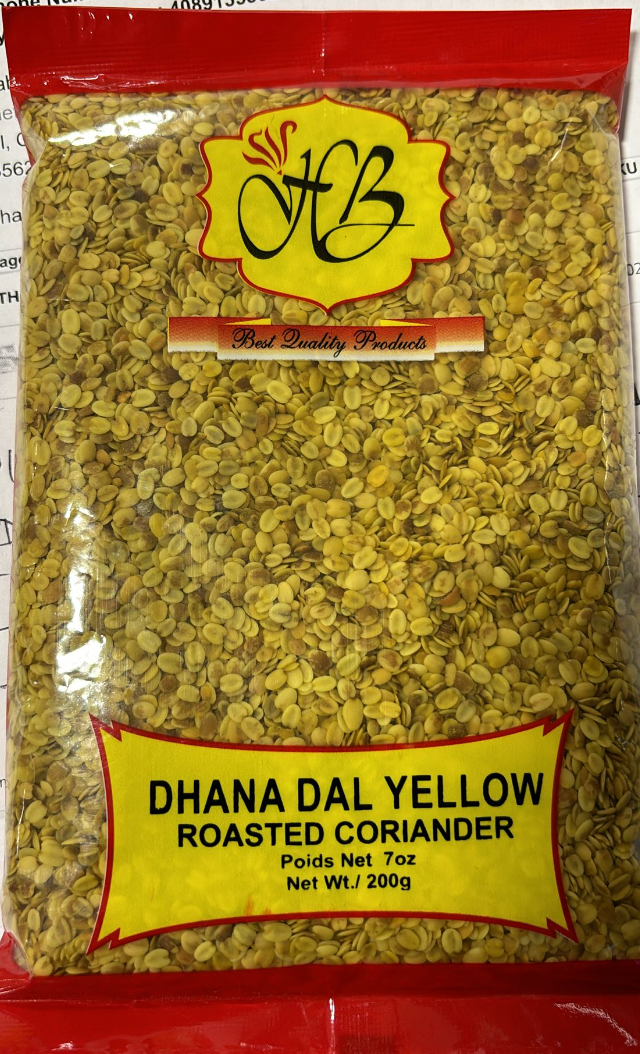 HB
Best Quality Products
DHANA DAL YELLOW
ROASTED CORIANDER
Poids Net 7oz
Net Wt./ 200g